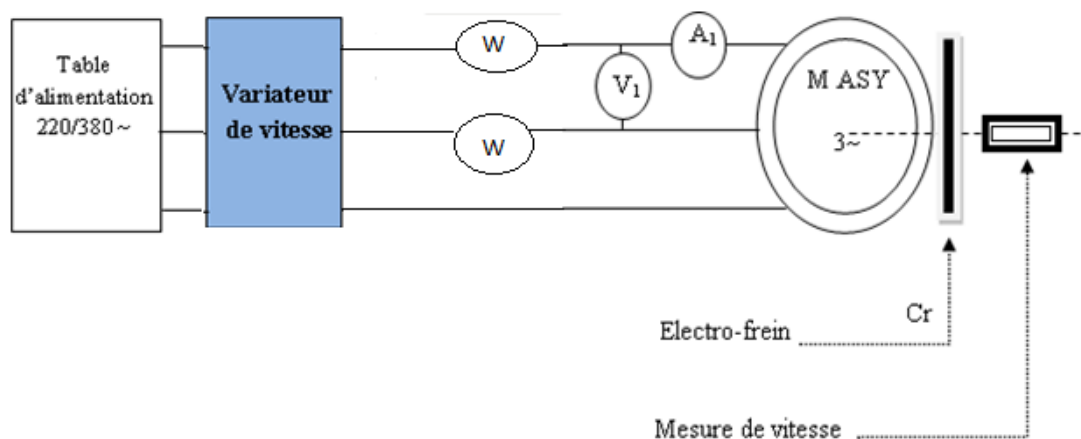 Table
d'alimentation
220/380 ~
Variateur
de vitesse
W
W
V1
A1
M ASY
3~
Cr
Electro-frein
Mesure de vitesse